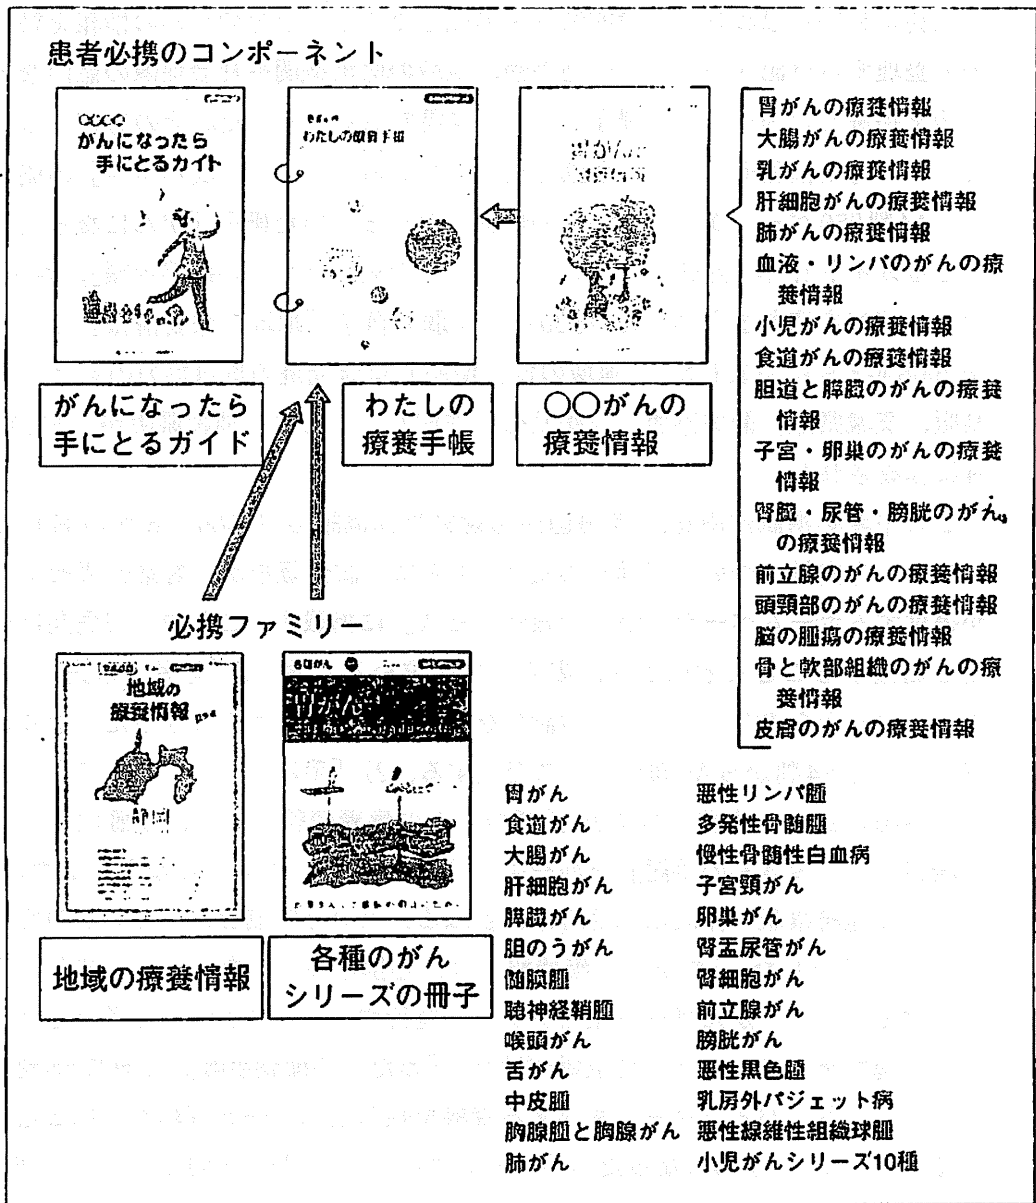 患者必携のコンポーネント
がんになったら
手にとるガイド
わたしの療養手帳
胃がんの
療養情報
がんになったら
手にとるガイド
わたしの
療養手帳
○○がんの
療養情報
胃がんの療養情報
大腸がんの療養情報
乳がんの療養情報
肝細胞がんの療養情報
肺がんの療養情報
血液・リンパのがんの療
養情報
小児がんの療養情報
食道がんの療養情報
胆道と膵臓のがんの療養
情報
子宮・卵巣のがんの療養
情報
腎臓・尿管・膀胱のがん
の療養情報
前立腺のがんの療養情報
頭頸部のがんの療養情報
脳の腫瘍の療養情報
骨と軟部組織のがんの療
養情報
皮膚のがんの療養情報
必携ファミリー
地域の
療養情報
静岡
各種がん
胃がん
地域の療養情報
各種のがん
シリーズの冊子
胃がん
食道がん
大腸がん
肝細胞がん
膵臓がん
胆のうがん
髄膜腫
聴神経鞘腫
喉頭がん
舌がん
中皮腫
胸腺腫と胸腺がん
肺がん
悪性リンパ腫
多発性骨髄腫
慢性骨髄性白血病
子宮頸がん
卵巣がん
腎盂尿管がん
腎細胞がん
前立腺がん
膀胱がん
悪性黒色腫
乳房外パジェット病
悪性線維性組織球腫
小児がんシリーズ10種